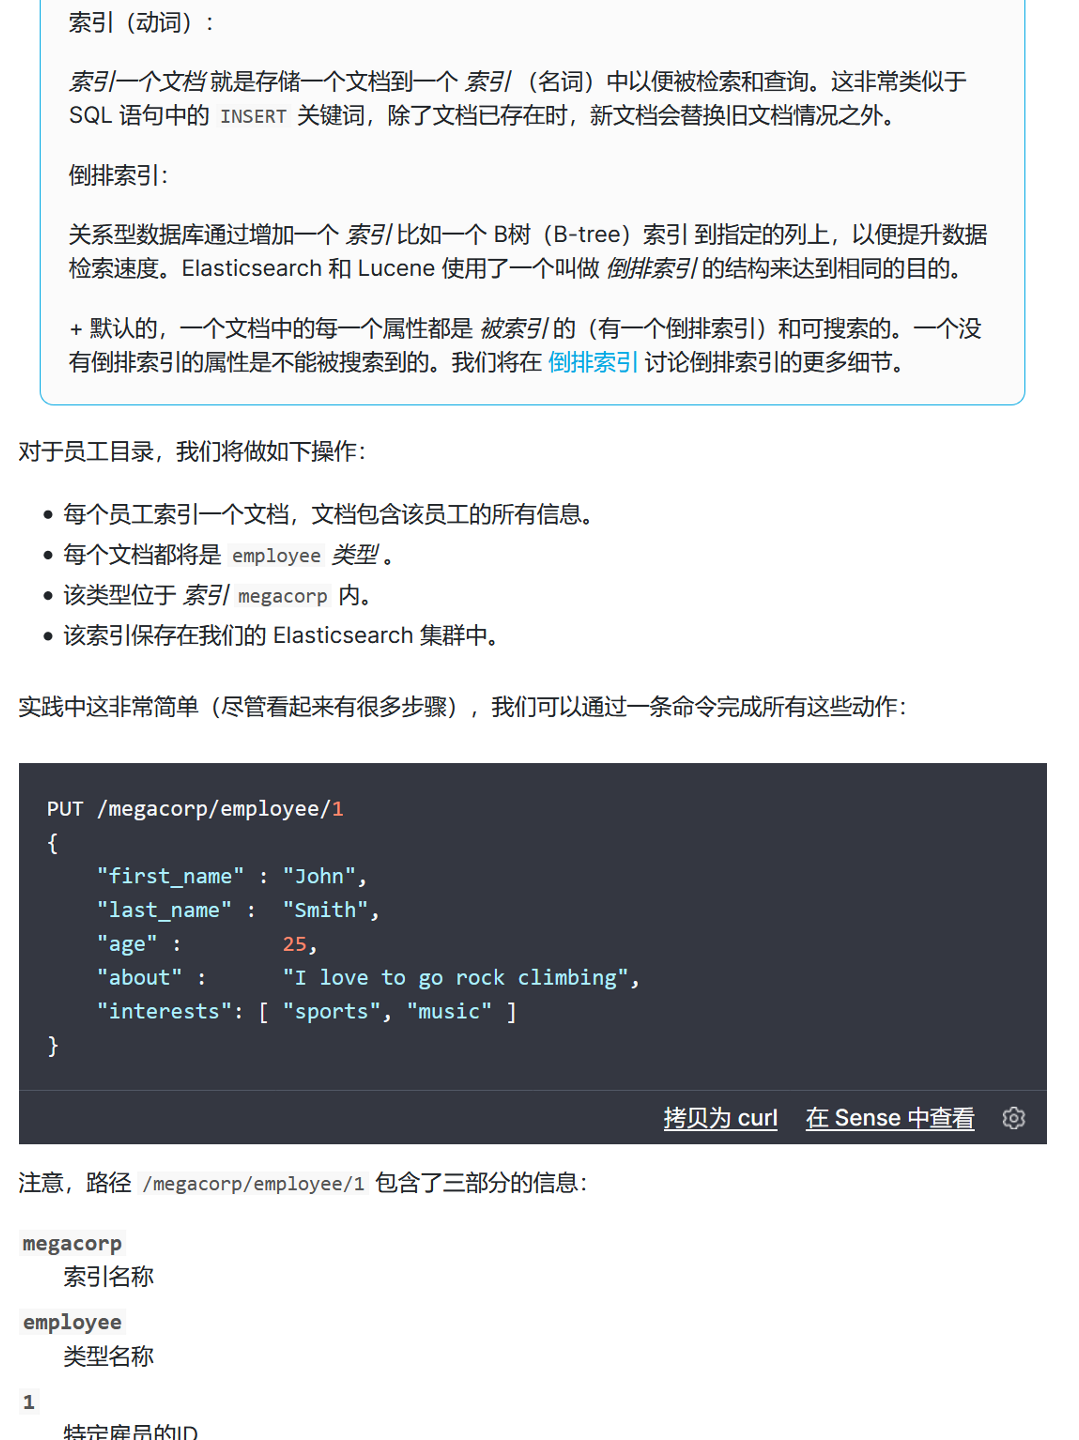 索引（动词）：
索引一个文档 就是存储一个文档到一个 索引 （名词）中以便被检索和查询。这非常类似于
SQL 语句中的 INSERT 关键词，除了文档已存在时，新文档会替换旧文档情况之外。
倒排索引：
关系型数据库通过增加一个 索引 比如一个 B树（B-tree）索引 到指定的列上，以便提升数据
检索速度。Elasticsearch 和 Lucene 使用了一个叫做 倒排索引 的结构来达到相同的目的。
+ 默认的，一个文档中的每一个属性都是 被索引 的（有一个倒排索引）和可搜索的。一个没
有倒排索引的属性是不能被搜索到的。我们将在 倒排索引 讨论倒排索引的更多细节。
对于员工目录，我们将做如下操作：
• 每个员工索引一个文档，文档包含该员工的所有信息。
• 每个文档都将是 employee 类型 。
• 该类型位于 索引 megacorp 内。
• 该索引保存在我们的 Elasticsearch 集群中。
实践中这非常简单（尽管看起来有很多步骤），我们可以通过一条命令完成所有这些动作：
PUT /megacorp/employee/1
{
    "first_name" : "John",
    "last_name" :  "Smith",
    "age" :        25,
    "about" :      "I love to go rock climbing",
    "interests": [ "sports", "music" ]
}
拷贝为 curl 在 Sense 中查看
注意，路径 /megacorp/employee/1 包含了三部分的信息：
megacorp
索引名称
employee
类型名称
1
特定雇员的ID